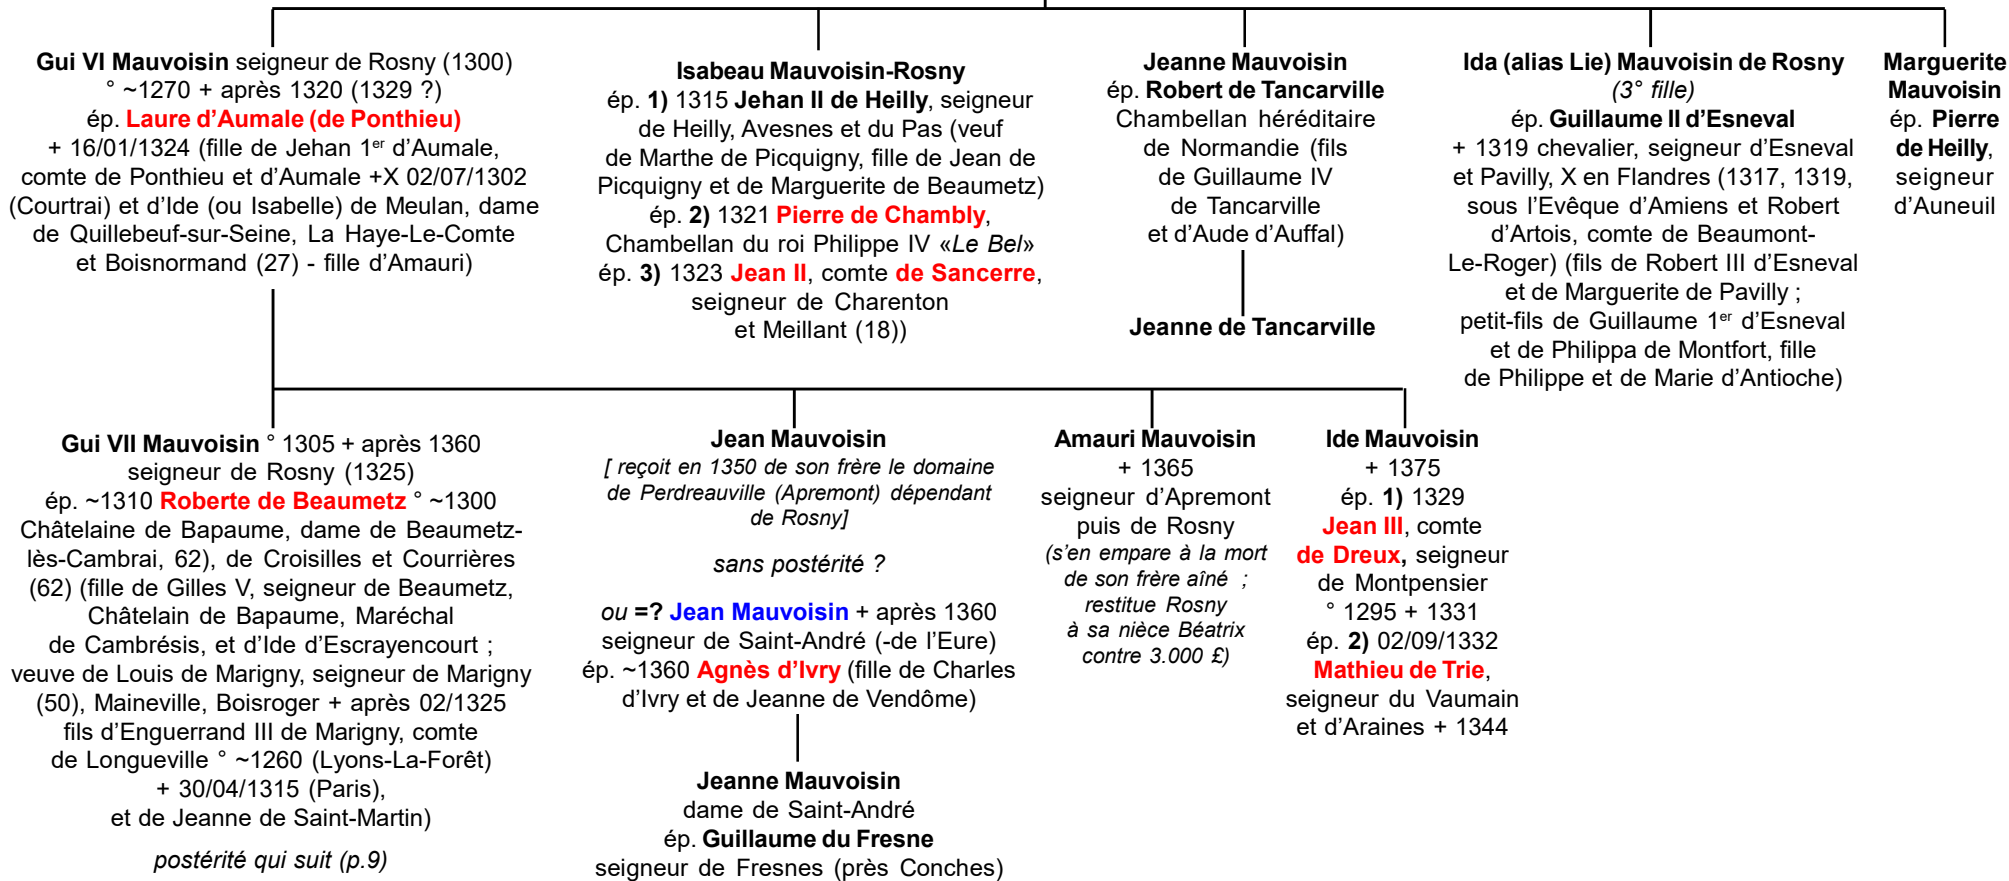 Gui VI Mauvoisin seigneur de Rosny (1300)
° ~1270 + après 1320 (1329 ?)
ép. Laure d’Aumale (de Ponthieu)
+ 16/01/1324 (fille de Jehan 1er d’Aumale,
comte de Ponthieu et d’Aumale +X 02/07/1302
(Courtrai) et d’Ide (ou Isabelle) de Meulan, dame
de Quillebeuf-sur-Seine, La Haye-Le-Comte
et Boisnormand (27) - fille d’Amauri)
Isabeau Mauvoisin-Rosny
ép. 1) 1315 Jehan II de Heilly, seigneur
de Heilly, Avesnes et du Pas (veuf
de Marthe de Picquigny, fille de Jean de
Picquigny et de Marguerite de Beaumetz)
ép. 2) 1321 Pierre de Chambly,
Chambellan du roi Philippe IV «Le Bel»
ép. 3) 1323 Jean II, comte de Sancerre,
seigneur de Charenton
et Meillant (18))
Jeanne Mauvoisin
ép. Robert de Tancarville
Chambellan héréditaire
de Normandie (fils
de Guillaume IV
de Tancarville
et d’Aude d’Auffal)
Jeanne de Tancarville
Ida (alias Lie) Mauvoisin de Rosny
(3° fille)
ép. Guillaume II d’Esneval
+ 1319 chevalier, seigneur d’Esneval
et Pavilly, X en Flandres (1317, 1319,
sous l’Evêque d’Amiens et Robert
d’Artois, comte de Beaumont-
Le-Roger) (fils de Robert III d’Esneval
et de Marguerite de Pavilly ;
petit-fils de Guillaume 1er d’Esneval
et de Philippa de Montfort, fille
de Philippe et de Marie d’Antioche)
Marguerite
Mauvoisin
ép. Pierre
de Heilly,
seigneur
d’Auneuil
Gui VII Mauvoisin ° 1305 + après 1360
seigneur de Rosny (1325)
ép. ~1310 Roberte de Beaumetz ° ~1300
Châtelaine de Bapaume, dame de Beaumetz-
lès-Cambrai, 62), de Croisilles et Courrières
(62) (fille de Gilles V, seigneur de Beaumetz,
Châtelain de Bapaume, Maréchal
de Cambrésis, et d’Ide d’Escrayencourt ;
veuve de Louis de Marigny, seigneur de Marigny
(50), Maineville, Boisroger + après 02/1325
fils d’Enguerrand III de Marigny, comte
de Longueville ° ~1260 (Lyons-La-Forêt)
+ 30/04/1315 (Paris),
et de Jeanne de Saint-Martin)
postérité qui suit (p.9)
Jean Mauvoisin
[ reçoit en 1350 de son frère le domaine
de Perdreauville (Apremont) dépendant
de Rosny]
sans postérité ?
ou =? Jean Mauvoisin + après 1360
seigneur de Saint-André (-de l’Eure)
ép. ~1360 Agnès d’Ivry (fille de Charles
d’Ivry et de Jeanne de Vendôme)
Jeanne Mauvoisin
dame de Saint-André
ép. Guillaume du Fresne
seigneur de Fresnes (près Conches)
Amauri Mauvoisin
+ 1365
seigneur d’Apremont
puis de Rosny
(s’en empare à la mort
de son frère aîné ;
restitue Rosny
à sa nièce Béatrix
contre 3.000 £)
Ide Mauvoisin
+ 1375
ép. 1) 1329
Jean III, comte
de Dreux, seigneur
de Montpensier
° 1295 + 1331
ép. 2) 02/09/1332
Mathieu de Trie,
seigneur du Vaumain
et d’Araines + 1344